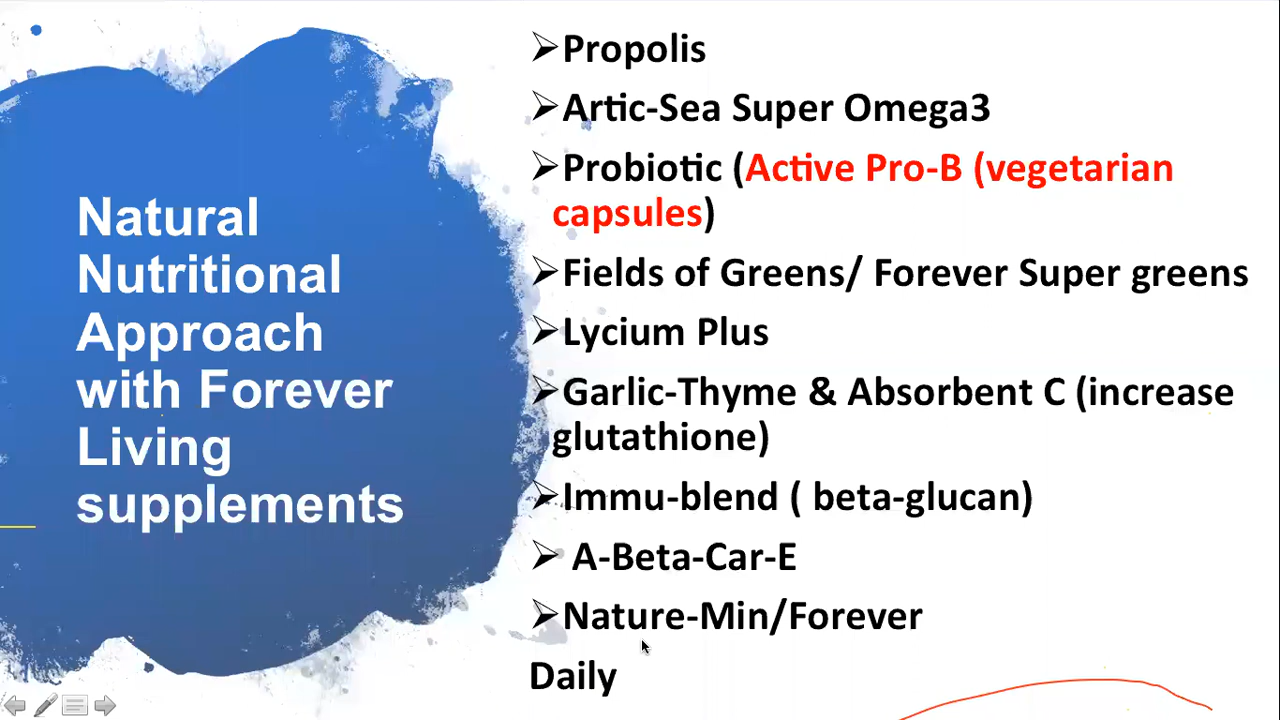 Natural
Nutritional
Approach
with Forever
Living
supplements
➢Propolis
➢Artic-Sea Super Omega3
➢Probiotic (Active Pro-B (vegetarian
capsules)
➢Fields of Greens/ Forever Super greens
➢Lycium Plus
➢Garlic-Thyme & Absorbent C (increase
glutathione)
➢Immu-blend ( beta-glucan)
➢ A-Beta-Car-E
➢Nature-Min/Forever
Daily